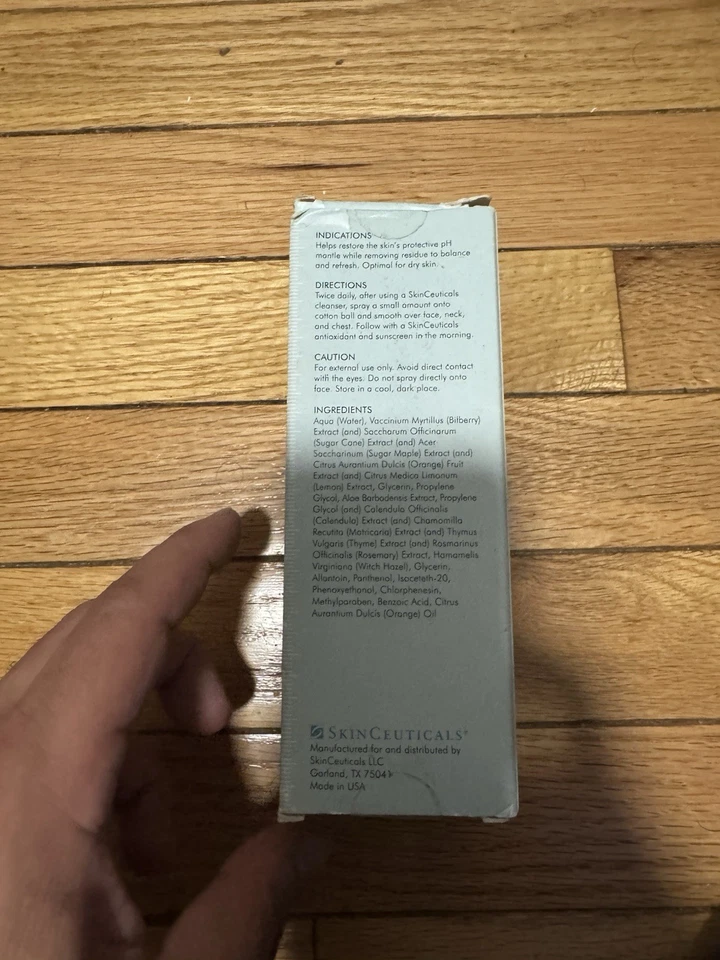 INDICATIONS
Helps restore the skin's protective pH
mantle while removing residue to balance
and refresh. Optimal for dry skin.
DIRECTIONS
Twice daily, after using a SkinCeuticals
cleanser, spray a small amount onto
cotton ball and smooth over face, neck,
and chest. Follow with a SkinCeuticals
antioxidant and sunscreen in the morning.
CAUTION
For external use only. Avoid direct contact
with the eyes. Do not spray directly onto
face. Store in a cool, dark place.
INGREDIENTS
Aqua (Water), Vaccinium Myrtillus (Bilberry)
Extract (and) Saccharum Officinarum
(Sugar Cane) Extract (and) Acer
Saccharinum (Sugar Maple) Extract (and)
Citrus Aurantium Dulcis (Orange) Fruit
Extract (and) Citrus Medica Limonum
(Lemon) Extract, Glycerin, Propylene
Glycol, Aloe Barbadensis Extract, Propylene
Glycol (and) Calendula Officinalis
(Calendula) Extract (and) Chamomilla
Recutita (Matricaria) Extract (and) Thymus
Vulgaris (Thyme) Extract (and) Rosmarinus
Officinalis (Rosemary) Extract, Hamamelis
Virginiana (Witch Hazel), Glycerin,
Allantoin, Panthenol, Isoceteth-20,
Phenoxyethanol, Chlorphenesin,
Methylparaben, Benzoic Acid, Citrus
Aurantium Dulcis (Orange) Oil
SKINCEUTICALS®
Manufactured for and distributed by
SkinCeuticals LLC
Garland, TX 75041
Made in USA